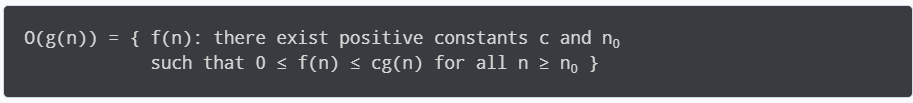 O(g(n)) = { f(n): there exist positive constants c and n₀
such that 0 ≤ f(n) ≤ cg(n) for all n ≥ n₀ }